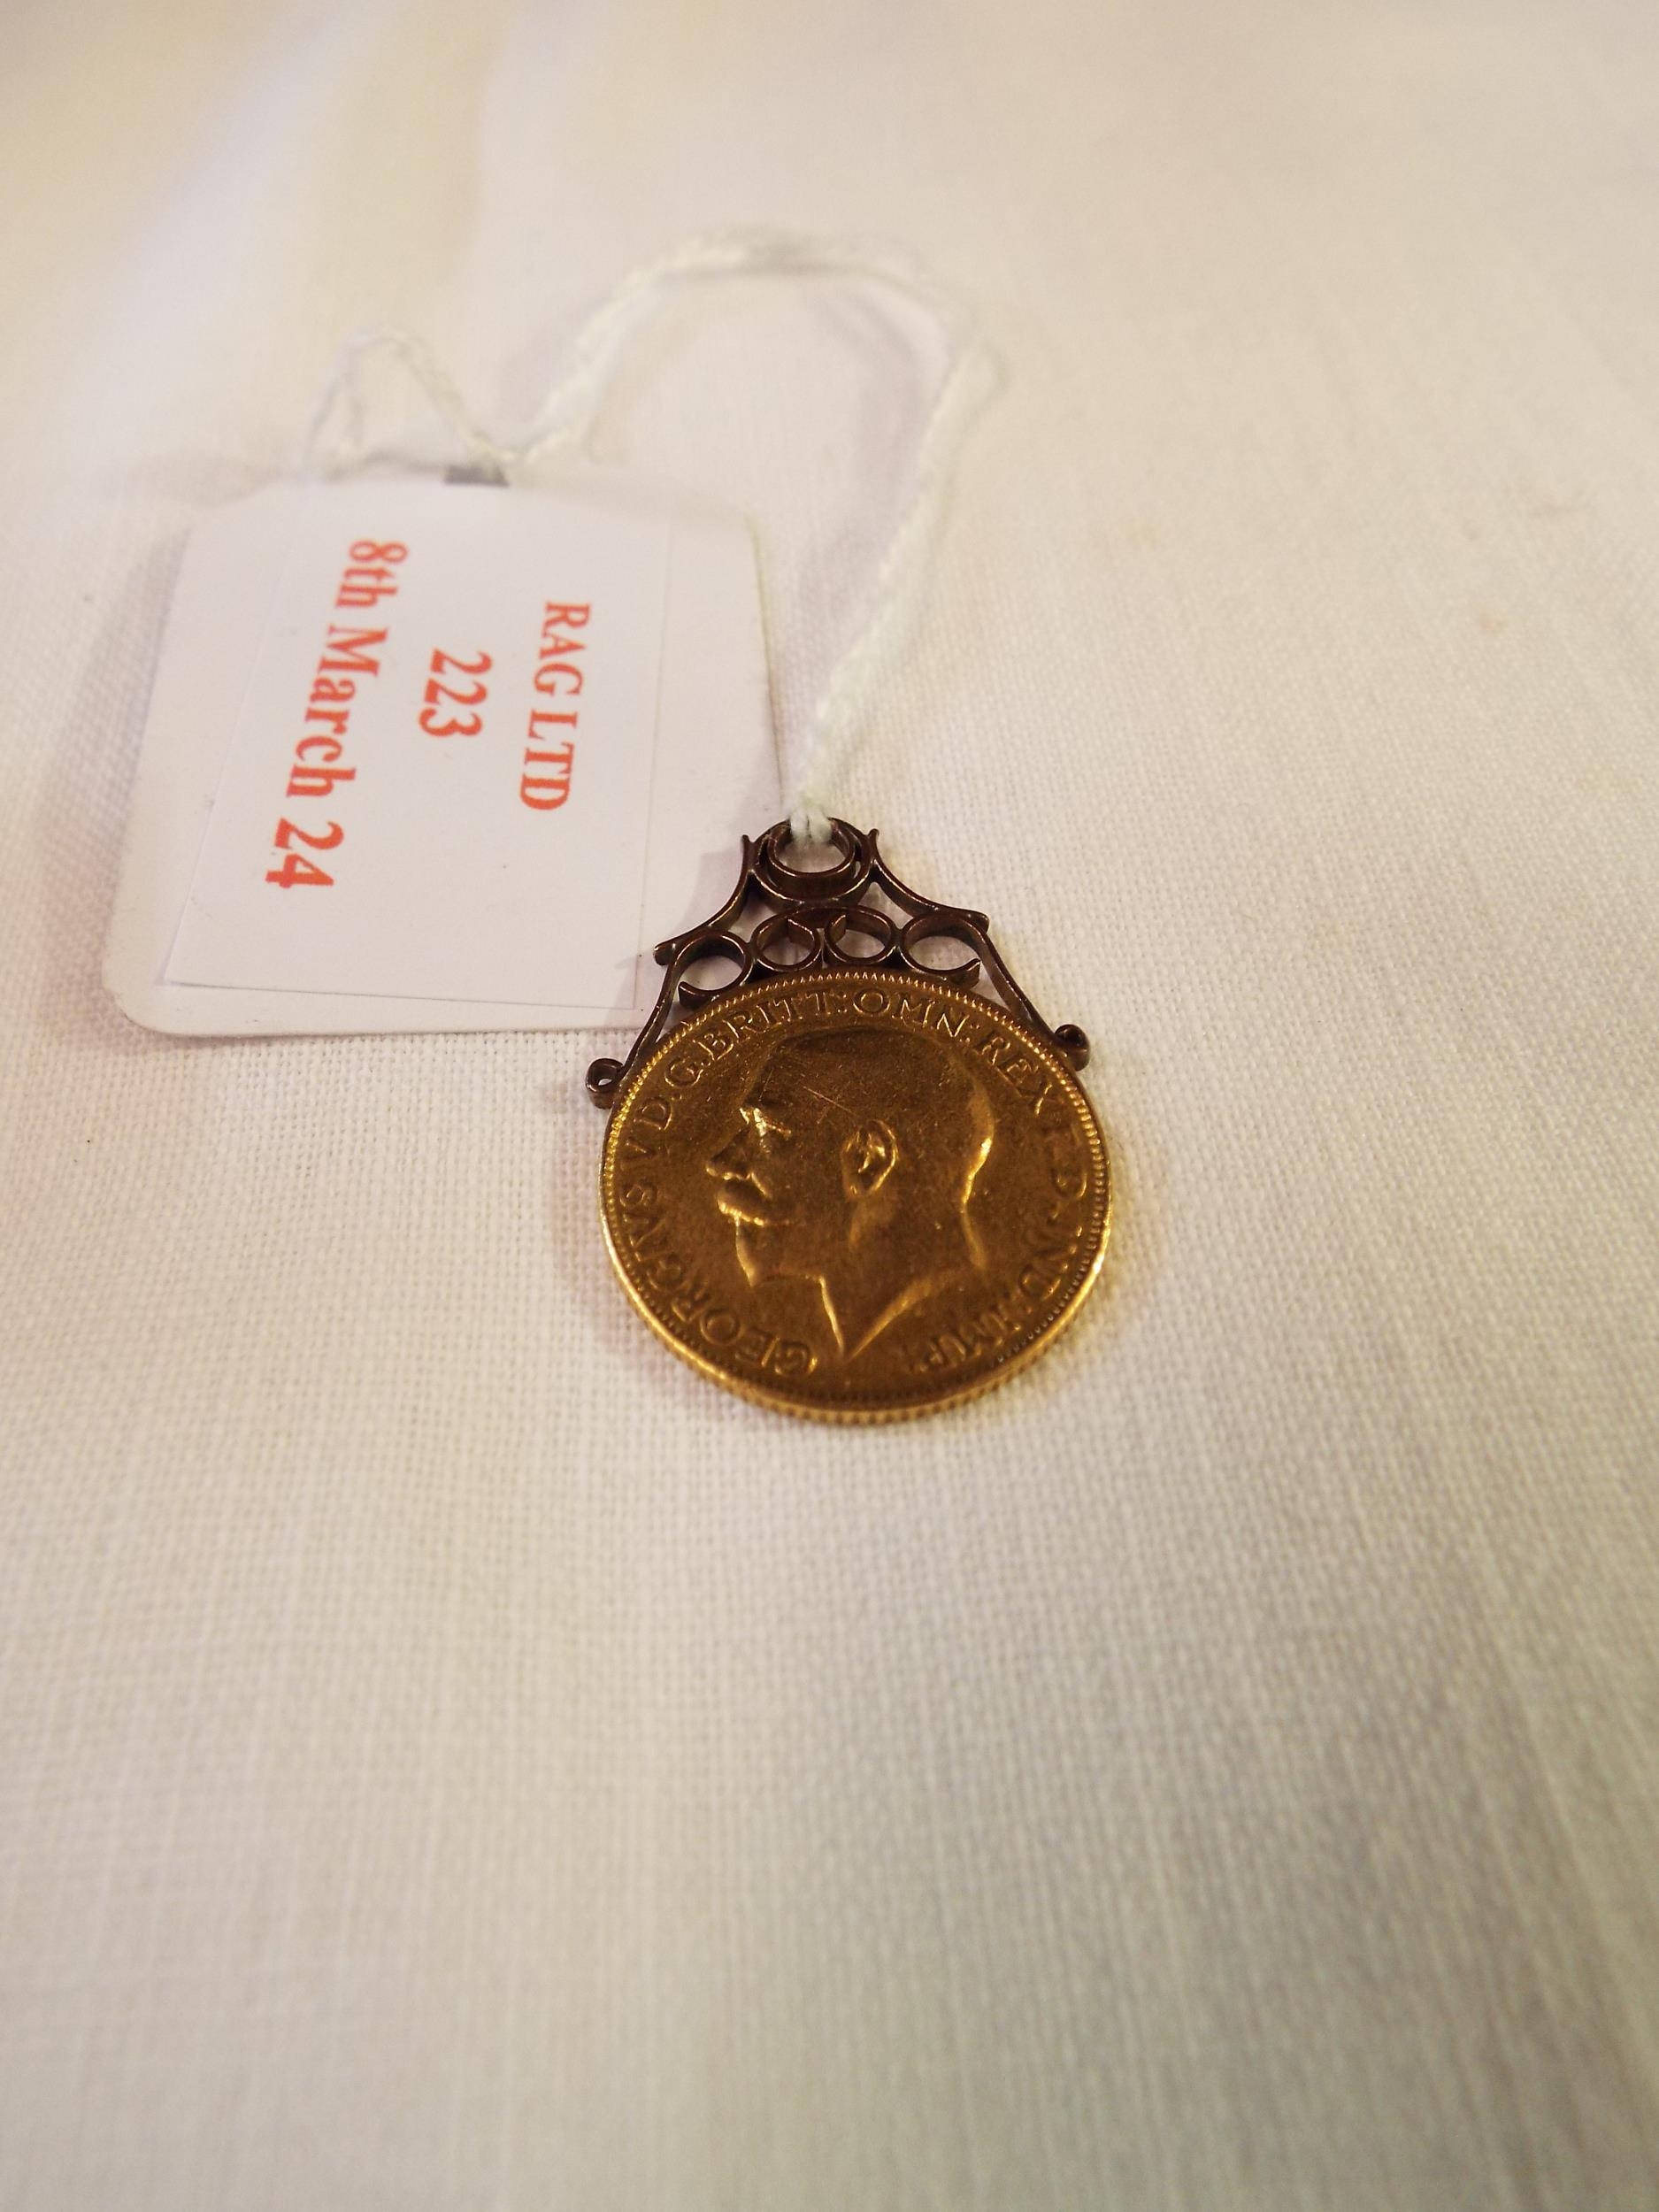 RAG LTD
223
8th March 24
GEORGIVS V D.G.BRITT:OMN:REX F.D.IND:IMP: